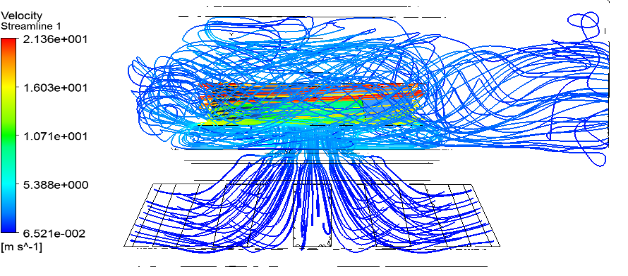 Velocity
Streamline 1
2.136e+001
1.603e+001
1.071e+001
5.388e+000
6.521e-002
[m s^-1]